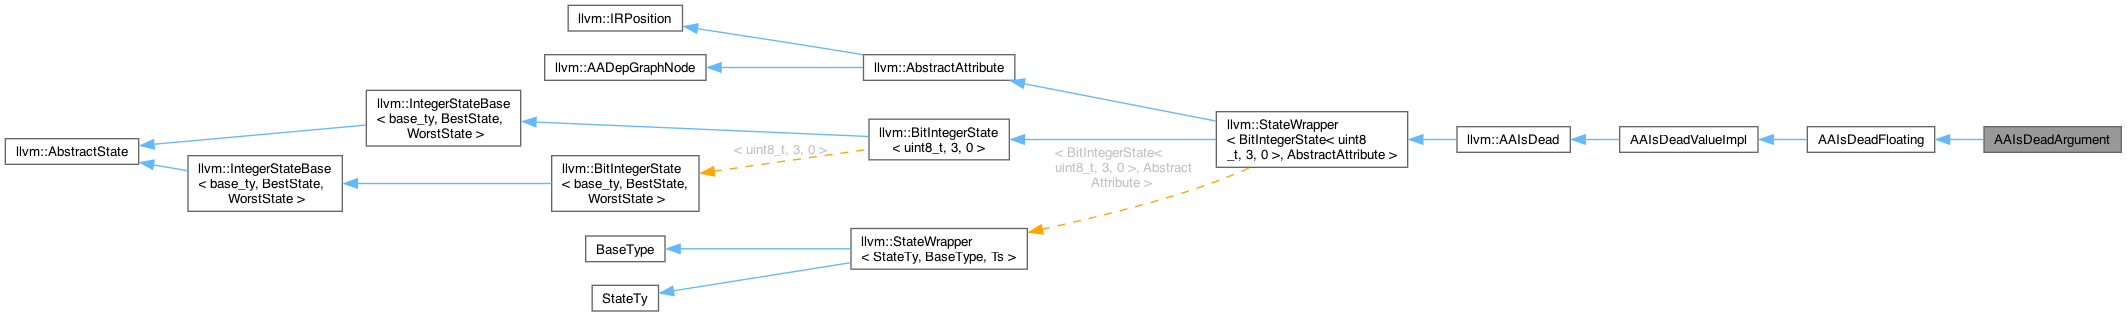 llvm::IRPosition
llvm::AADepGraphNode
llvm::AbstractAttribute
llvm::IntegerStateBase
< base_ty, BestState,
WorstState >
llvm::AbstractState
llvm::IntegerStateBase
< base_ty, BestState,
WorstState >
llvm::BitIntegerState
< uint8_t, 3, 0 >
< uint8_t, 3, 0 >
llvm::BitIntegerState
< base_ty, BestState,
WorstState >
< BitIntegerState<
uint8_t, 3, 0 >, Abstract
Attribute >
llvm::StateWrapper
< BitIntegerState< uint8
_t, 3, 0 >, AbstractAttribute >
llvm::AAIsDead
AAIsDeadValueImpl
AAIsDeadFloating
AAIsDeadArgument
BaseType
llvm::StateWrapper
< StateTy, BaseType, Ts >
StateTy